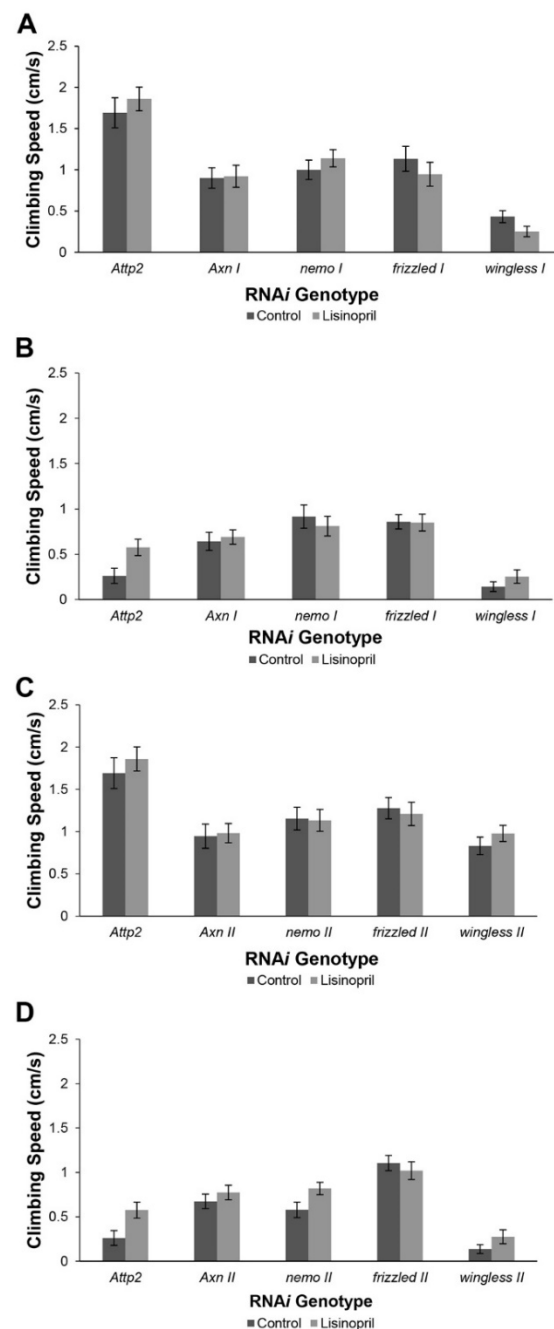 A
Climbing Speed (cm/s)
2.5
2
1.5
1
0.5
0
Attp2 Axn I nemo I frizzled I wingless I
RNAi Genotype
Control Lisinopril
B
Climbing Speed (cm/s)
2.5
2
1.5
1
0.5
0
Attp2 Axn I nemo I frizzled I wingless I
RNAi Genotype
Control Lisinopril
C
Climbing Speed (cm/s)
2.5
2
1.5
1
0.5
0
Attp2 Axn II nemo II frizzled II wingless II
RNAi Genotype
Control Lisinopril
D
Climbing Speed (cm/s)
2.5
2
1.5
1
0.5
0
Attp2 Axn II nemo II frizzled II wingless II
RNAi Genotype
Control Lisinopril